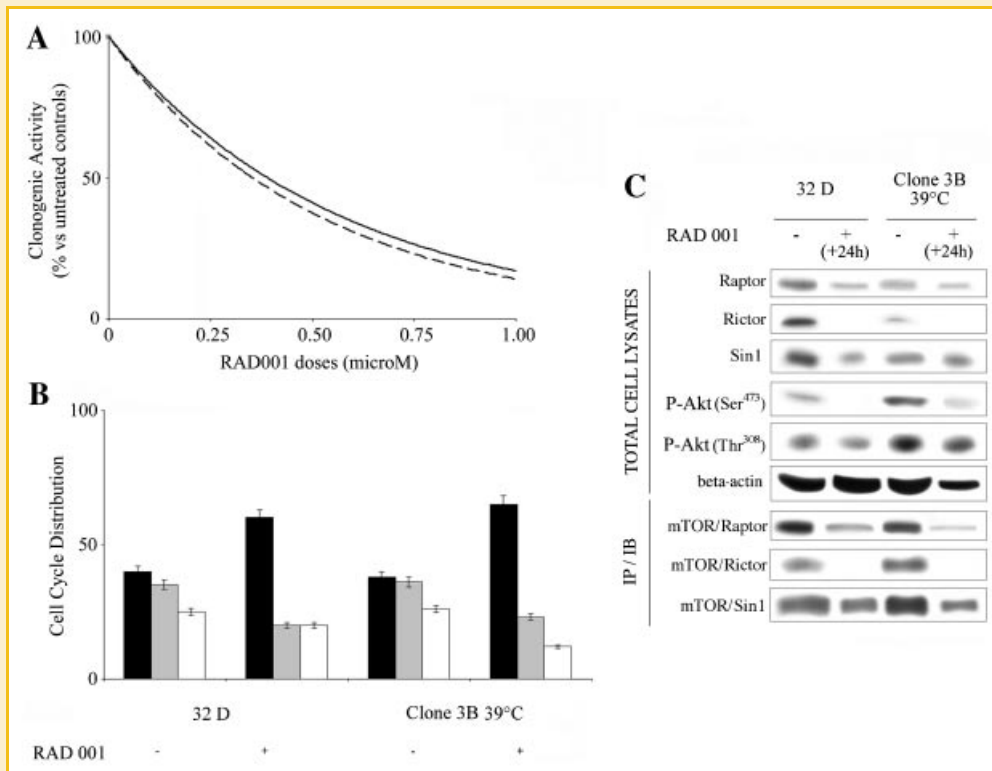 A
100
50
0
Clonogenic Activity
(% vs untreated controls)
0
0.25
0.50
0.75
1.00
RAD001 doses (microM)
B
100
50
0
Cell Cycle Distribution
32 D
Clone 3B 39°C
RAD 001
-
+
-
+
C
32 D
Clone 3B
39°C
RAD 001
-
+
(+24h)
-
+
(+24h)
TOTAL CELL LYSATES
Raptor
Rictor
Sin1
P-Akt (Ser473)
P-Akt (Thr308)
beta-actin
IP / IB
mTOR/Raptor
mTOR/Rictor
mTOR/Sin1